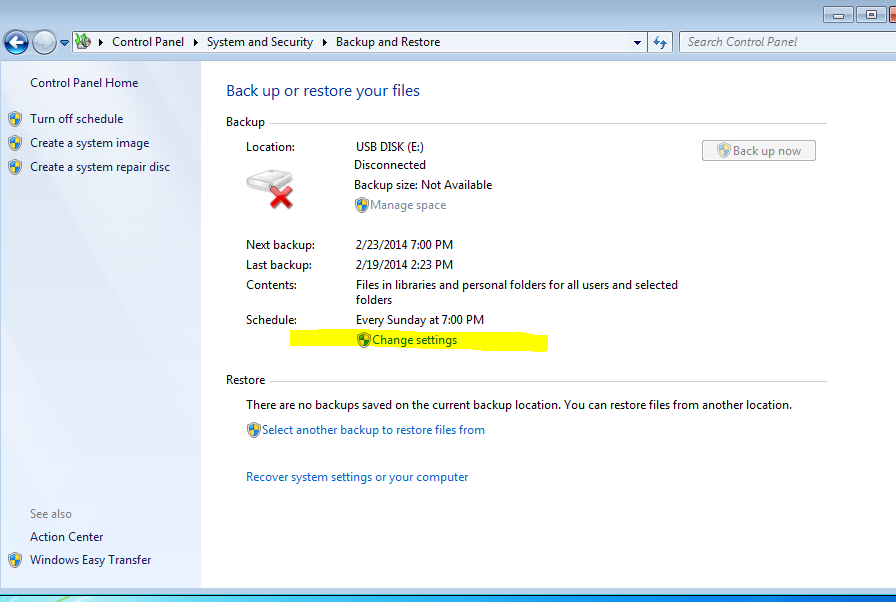 Control Panel ▸ System and Security ▸ Backup and Restore
Search Control Panel
Control Panel Home
Turn off schedule
Create a system image
Create a system repair disc
Back up or restore your files
Backup
Location: USB DISK (E:)
Back up now
Disconnected
Backup size: Not Available
Manage space
Next backup: 2/23/2014 7:00 PM
Last backup: 2/19/2014 2:23 PM
Contents: Files in libraries and personal folders for all users and selected
folders
Schedule: Every Sunday at 7:00 PM
Change settings
Restore
There are no backups saved on the current backup location. You can restore files from another location.
Select another backup to restore files from
Recover system settings or your computer
See also
Action Center
Windows Easy Transfer